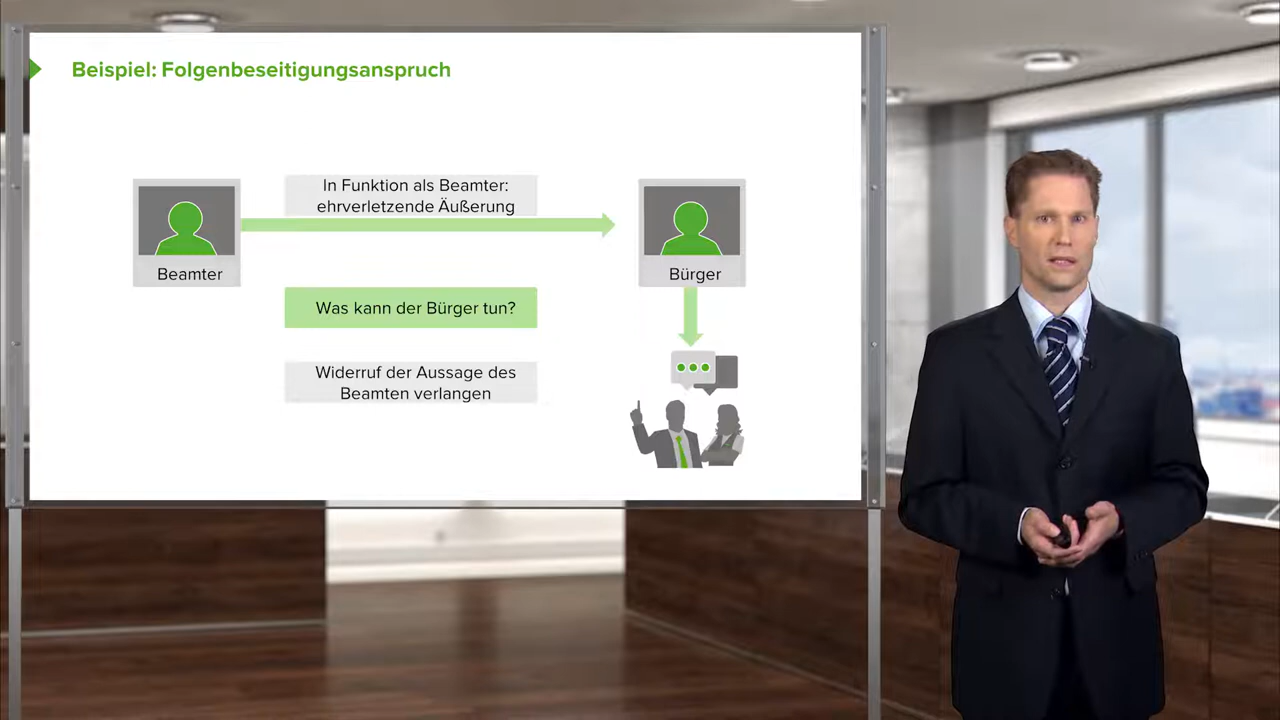 Beispiel: Folgenbeseitigungsanspruch
In Funktion als Beamter:
ehrverletzende Äußerung
Beamter
Bürger
Was kann der Bürger tun?
Widerruf der Aussage des
Beamten verlangen